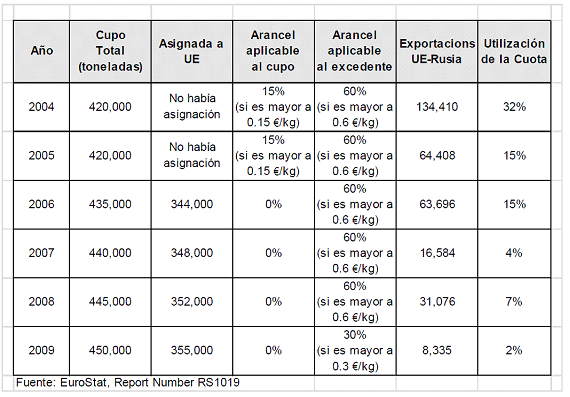 Año | Cupo Total (toneladas) | Asignada a UE | Arancel aplicable al cupo | Arancel aplicable al excedente | Exportacions UE-Rusia | Utilización de la Cuota
2004 | 420,000 | No había asignación | 15% (si es mayor a 0.15 €/kg) | 60% (si es mayor a 0.6 €/kg) | 134,410 | 32%
2005 | 420,000 | No había asignación | 15% (si es mayor a 0.15 €/kg) | 60% (si es mayor a 0.6 €/kg) | 64,408 | 15%
2006 | 435,000 | 344,000 | 0% | 60% (si es mayor a 0.6 €/kg) | 63,696 | 15%
2007 | 440,000 | 348,000 | 0% | 60% (si es mayor a 0.6 €/kg) | 16,584 | 4%
2008 | 445,000 | 352,000 | 0% | 60% (si es mayor a 0.6 €/kg) | 31,076 | 7%
2009 | 450,000 | 355,000 | 0% | 30% (si es mayor a 0.3 €/kg) | 8,335 | 2%
Fuente: EuroStat, Report Number RS1019